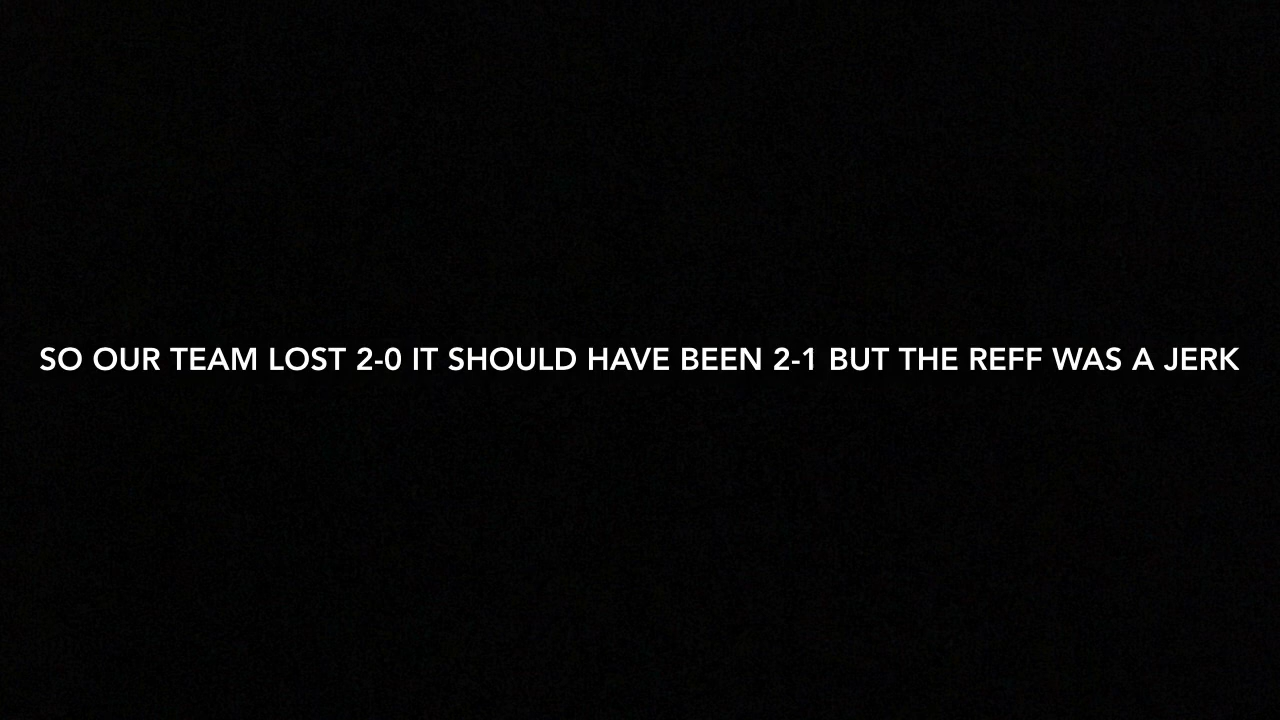 SO OUR TEAM LOST 2-0 IT SHOULD HAVE BEEN 2-1 BUT THE REFF WAS A JERK